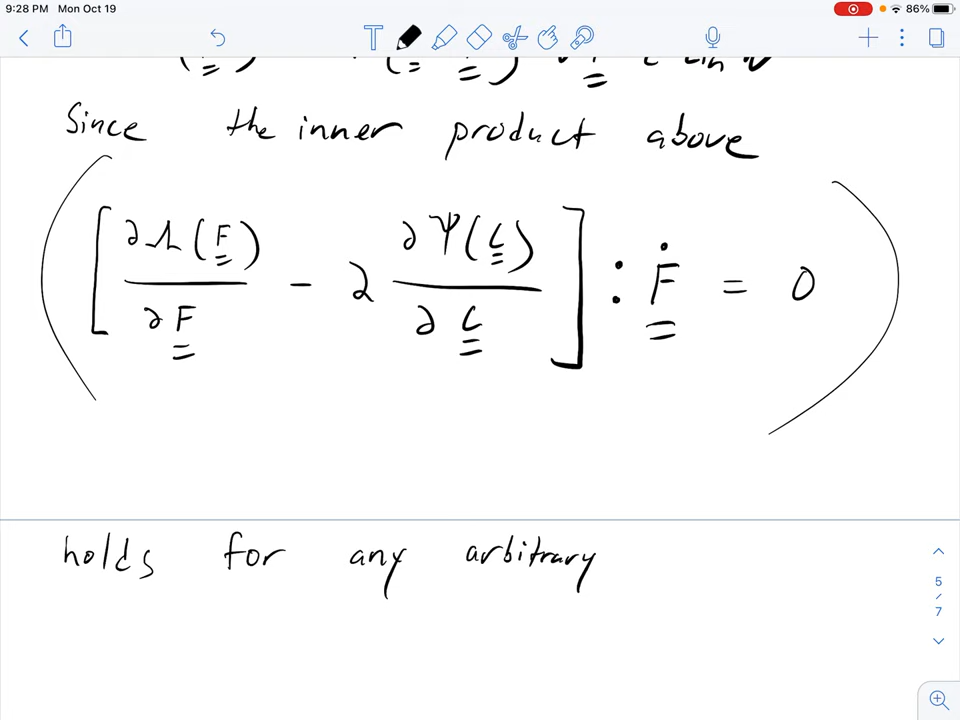 9:28 PM Mon Oct 19 86%
Since the inner product above
[ ∂Λ(F) / ∂F − 2 ∂Ψ(C) / ∂C ] : Ḟ = 0
holds for any arbitrary
5
/
7